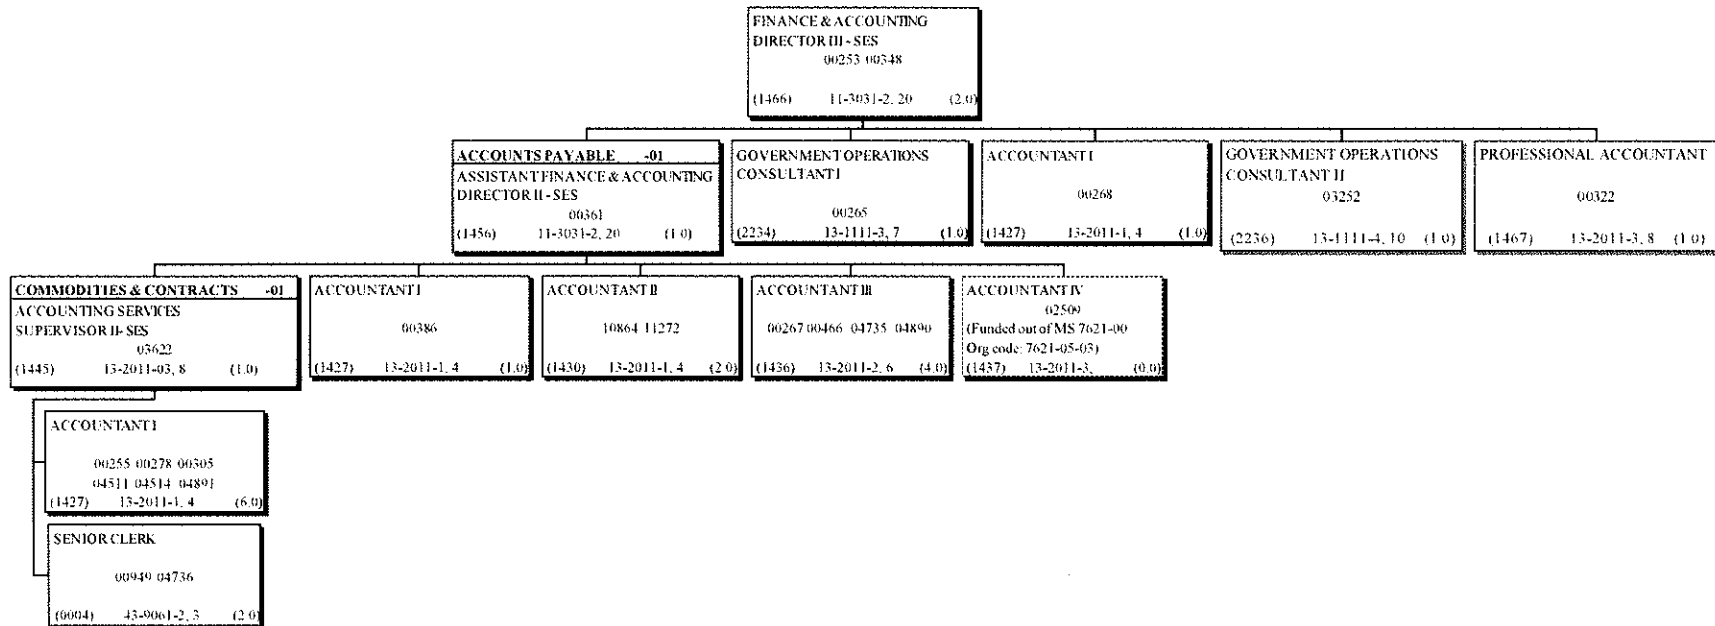 FINANCE & ACCOUNTING
DIRECTOR III - SES
00253 00348
(1466) 11-3031-2, 20 (2.0)
ACCOUNTS PAYABLE -01
ASSISTANT FINANCE & ACCOUNTING
DIRECTOR II - SES
00361
(1456) 11-3031-2, 20 (1.0)
GOVERNMENT OPERATIONS
CONSULTANT I
00265
(2234) 13-1111-3, 7 (1.0)
ACCOUNTANT I
00268
(1427) 13-2011-1, 4 (1.0)
GOVERNMENT OPERATIONS
CONSULTANT II
03252
(2236) 13-1111-4, 10 (1.0)
PROFESSIONAL ACCOUNTANT
00322
(1467) 13-2011-3, 8 (1.0)
COMMODITIES & CONTRACTS -01
ACCOUNTING SERVICES
SUPERVISOR II- SES
03622
(1445) 13-2011-03, 8 (1.0)
ACCOUNTANT I
00386
(1427) 13-2011-1, 4 (1.0)
ACCOUNTANT II
10864 11272
(1430) 13-2011-1, 4 (2.0)
ACCOUNTANT III
00267 00466 04735 04890
(1436) 13-2011-2, 6 (4.0)
ACCOUNTANT IV
02509
(Funded out of MS 7621-00
Org code: 7621-05-03)
(1437) 13-2011-3, (0.0)
ACCOUNTANT I
00255 00278 00305
04511 04514 04891
(1427) 13-2011-1, 4 (6.0)
SENIOR CLERK
00949 04736
(0004) 43-9061-2, 3 (2.0)